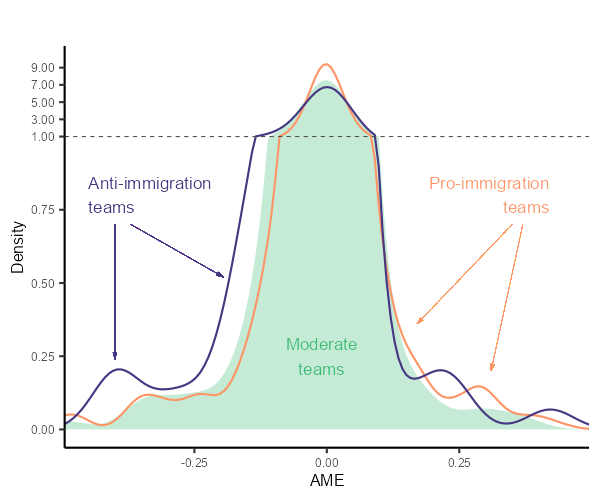 9.00
7.00
5.00
3.00
1.00
0.75
0.50
0.25
0.00
Density
Anti-immigration
teams
Pro-immigration
teams
Moderate
teams
-0.25
0.00
0.25
AME